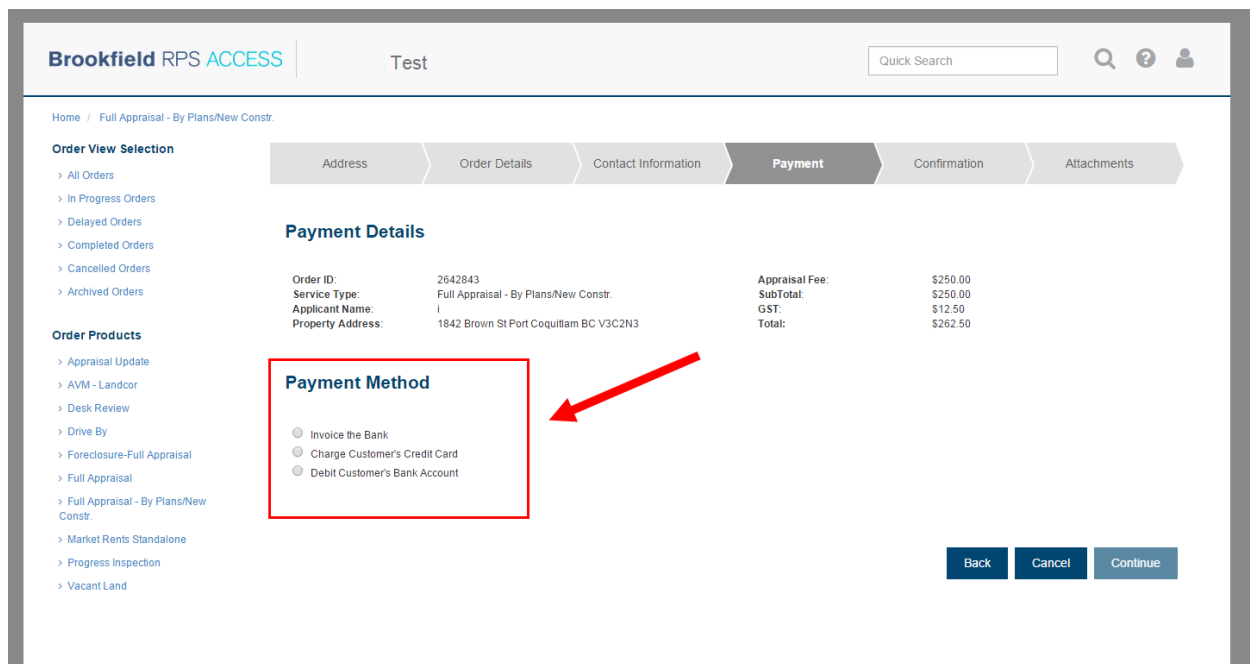 Brookfield RPS ACCESS
Test
Quick Search
Home / Full Appraisal - By Plans/New Constr.
Order View Selection
> All Orders
> In Progress Orders
> Delayed Orders
> Completed Orders
> Cancelled Orders
> Archived Orders
Order Products
> Appraisal Update
> AVM - Landcor
> Desk Review
> Drive By
> Foreclosure-Full Appraisal
> Full Appraisal
> Full Appraisal - By Plans/New
Constr.
> Market Rents Standalone
> Progress Inspection
> Vacant Land
Address Order Details Contact Information Payment Confirmation Attachments
Payment Details
Order ID: 2642843 Appraisal Fee: $250.00
Service Type: Full Appraisal - By Plans/New Constr. SubTotal: $250.00
Applicant Name: i GST: $12.50
Property Address: 1842 Brown St Port Coquitlam BC V3C2N3 Total: $262.50
Payment Method
Invoice the Bank
Charge Customer's Credit Card
Debit Customer's Bank Account
Back Cancel Continue